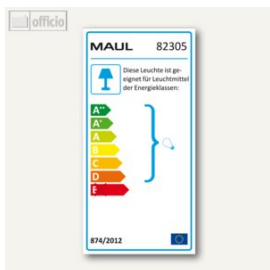 officio
MAUL 82305
Diese Leuchte ist ge-
eignet für Leuchtmittel
der Energieklassen:
A++
A+
A
B
C
D
E
874/2012